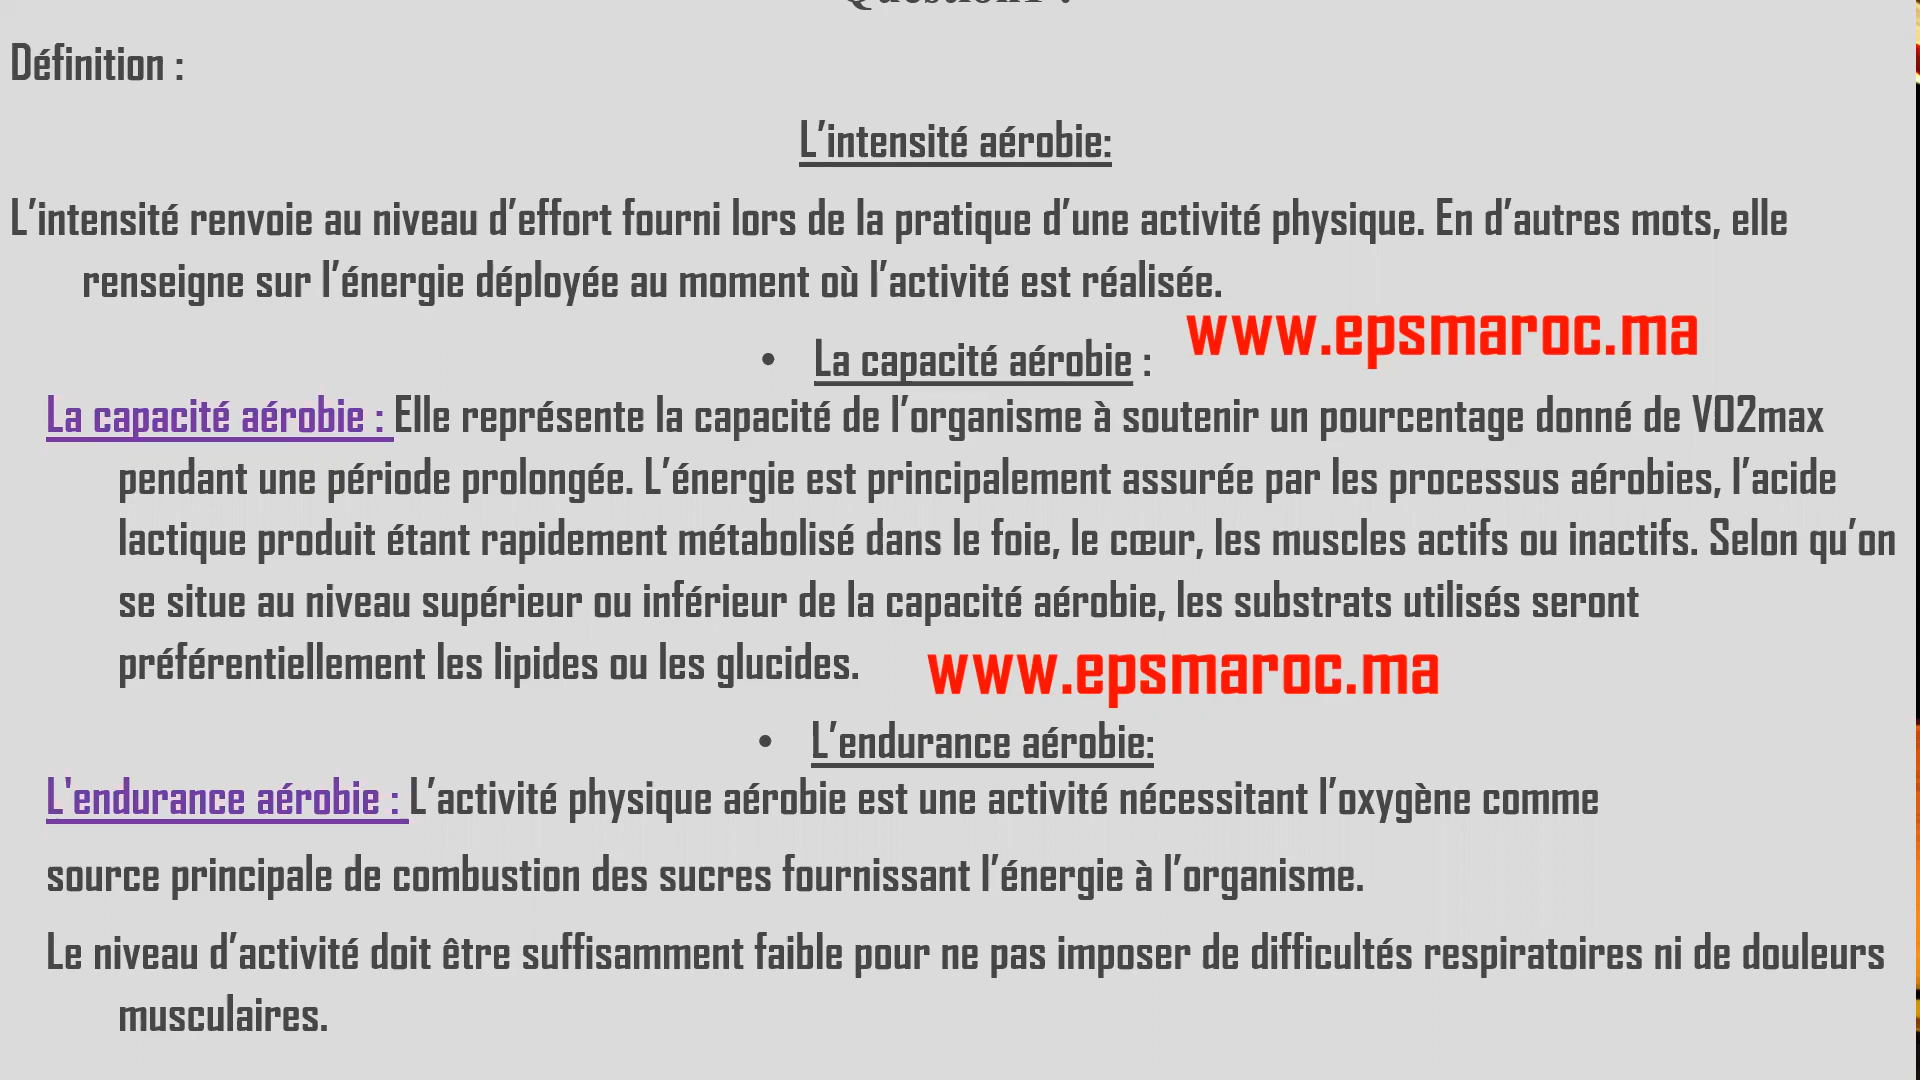 Question1 :
Définition :
L’intensité aérobie:
L’intensité renvoie au niveau d’effort fourni lors de la pratique d’une activité physique. En d’autres mots, elle
renseigne sur l’énergie déployée au moment où l’activité est réalisée.
www.epsmaroc.ma
• La capacité aérobie :
La capacité aérobie : Elle représente la capacité de l’organisme à soutenir un pourcentage donné de VO2max
pendant une période prolongée. L’énergie est principalement assurée par les processus aérobies, l’acide
lactique produit étant rapidement métabolisé dans le foie, le cœur, les muscles actifs ou inactifs. Selon qu’on
se situe au niveau supérieur ou inférieur de la capacité aérobie, les substrats utilisés seront
préférentiellement les lipides ou les glucides.
www.epsmaroc.ma
• L’endurance aérobie:
L'endurance aérobie : L’activité physique aérobie est une activité nécessitant l’oxygène comme
source principale de combustion des sucres fournissant l’énergie à l’organisme.
Le niveau d’activité doit être suffisamment faible pour ne pas imposer de difficultés respiratoires ni de douleurs
musculaires.